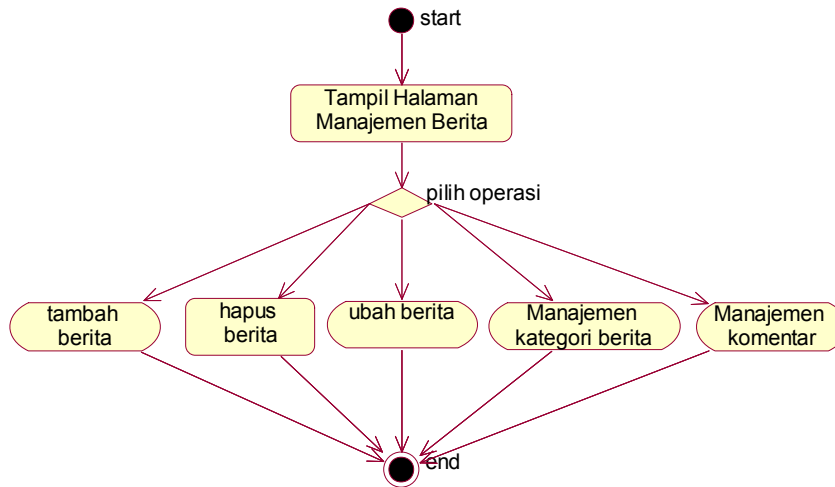 start
Tampil Halaman
Manajemen Berita
pilih operasi
tambah
berita
hapus
berita
ubah berita
Manajemen
kategori berita
Manajemen
komentar
end